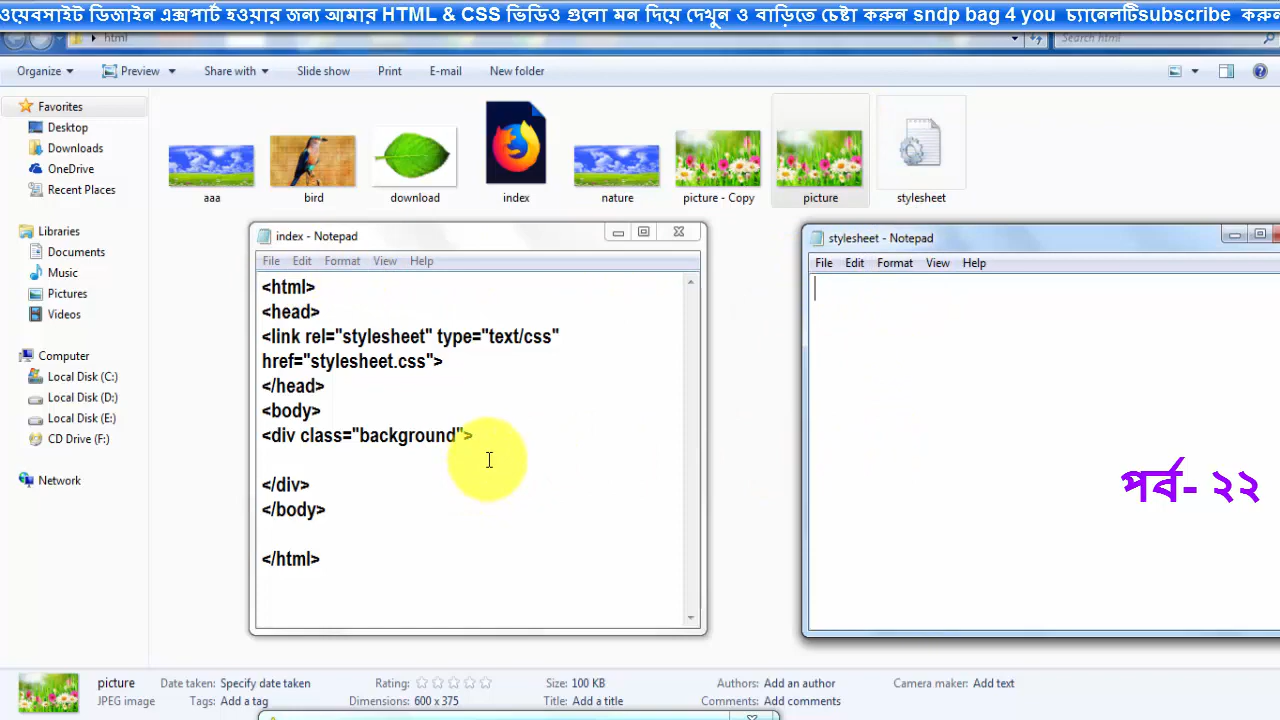 ওয়েবসাইট ডিজাইন এক্সপার্ট হওয়ার জন্য আমার HTML & CSS ভিডিও গুলো মন দিয়ে দেখুন ও বাড়িতে চেষ্টা করুন sndp bag 4 you চ্যানেলটিsubscribe
html Search html
Organize Preview Share with Slide show Print E-mail New folder
Favorites
Desktop
Downloads
OneDrive
Recent Places
Libraries
Documents
Music
Pictures
Videos
Computer
Local Disk (C:)
Local Disk (D:)
Local Disk (E:)
CD Drive (F:)
Network
aaa bird download index nature picture - Copy picture stylesheet
index - Notepad
File Edit Format View Help
<html>
<head>
<link rel="stylesheet" type="text/css"
href="stylesheet.css">
</head>
<body>
<div class="background">
</div>
</body>
</html>
stylesheet - Notepad
File Edit Format View Help
পর্ব- ২২
picture Date taken: Specify date taken Rating: Size: 100 KB Authors: Add an author Camera maker: Add text
JPEG image Tags: Add a tag Dimensions: 600 x 375 Title: Add a title Comments: Add comments